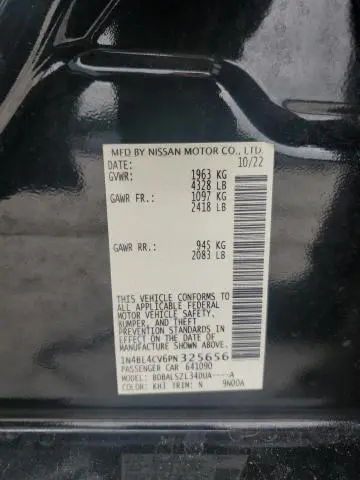 MFD BY NISSAN MOTOR CO., LTD
DATE: 10/22
GVWR: 1963 KG
4328 LB
GAWR FR.: 1097 KG
2418 LB
GAWR RR.: 945 KG
2083 LB
THIS VEHICLE CONFORMS TO ALL
APPLICABLE FEDERAL MOTOR
VEHICLE SAFETY,
BUMPER, AND THEFT
PREVENTION STANDARDS IN
EFFECT ON THE DATE OF
MANUFACTURE SHOWN ABOVE.
1N4BL4CV6PN325656
PASSENGER CAR 641090
MODEL: BDBALSZL34DUA----A
COLOR: KH3 TRIM: N 9N00A